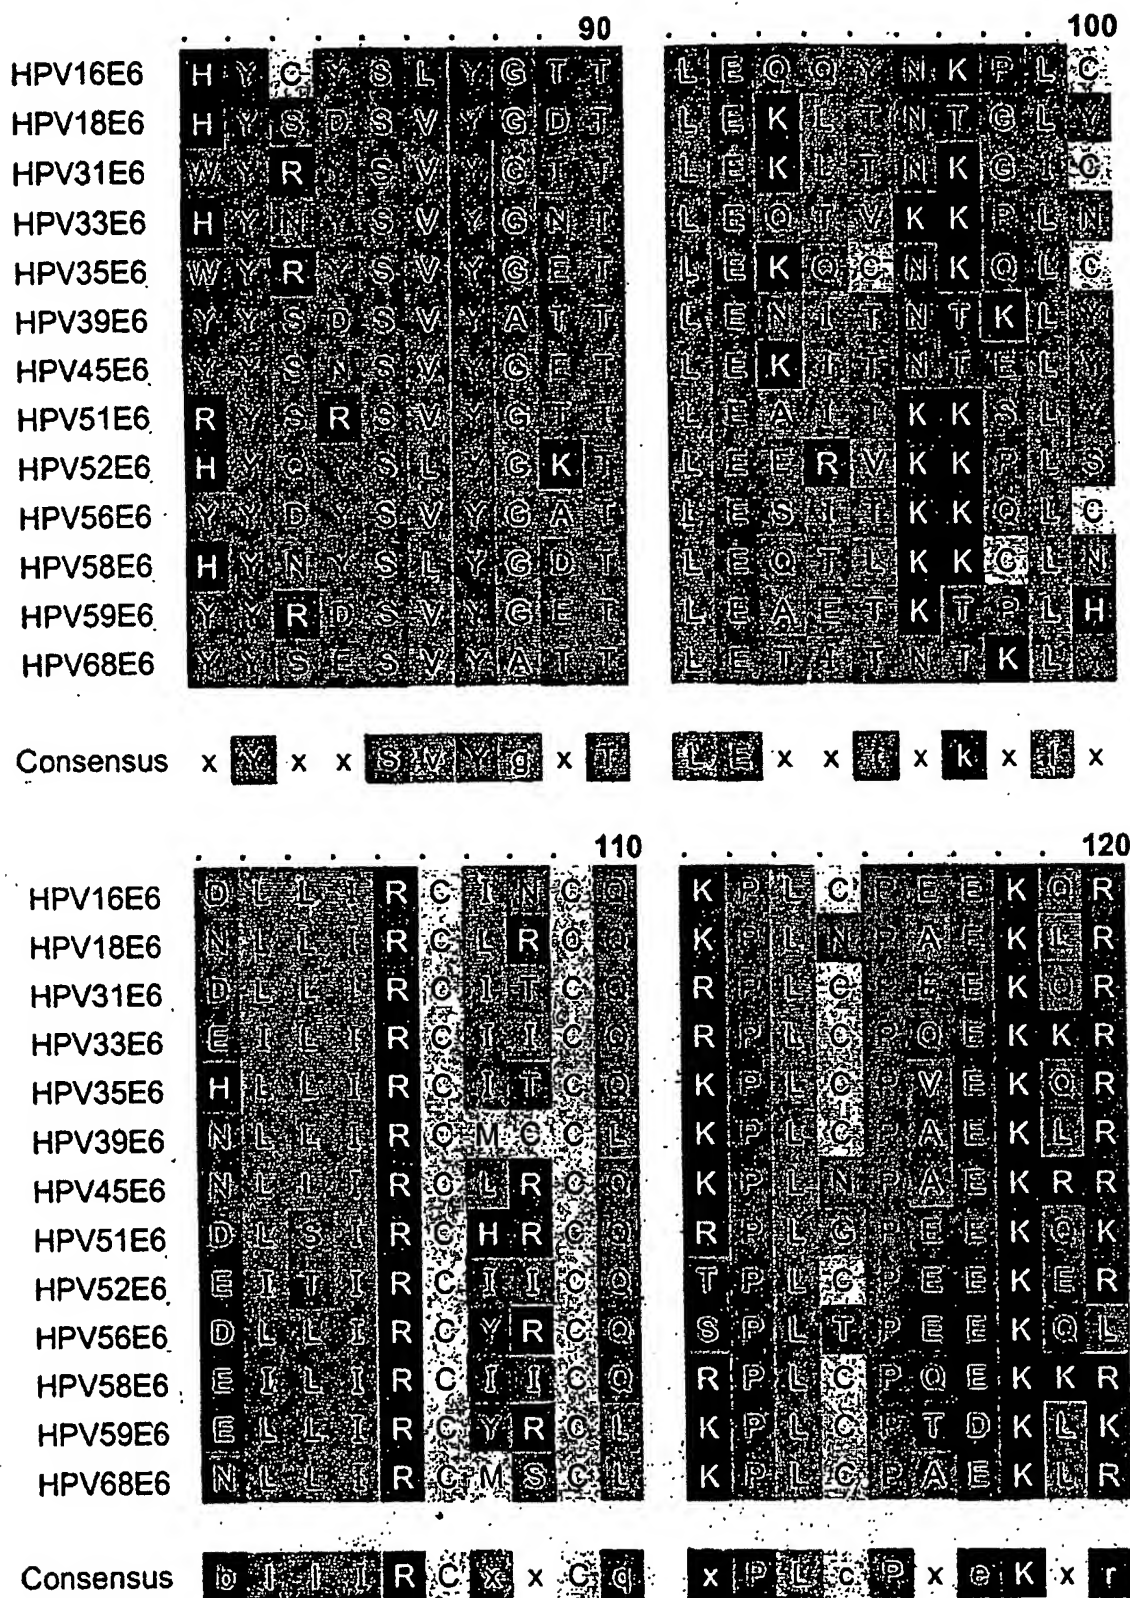 90 100
HPV16E6 H Y C Y S L Y G T T L E Q Q Y N K P L C
HPV18E6 H Y S D S V Y G D T L E K L T N T G L Y
HPV31E6 W Y R Y S V Y G T T L E K L T N K G I C
HPV33E6 H Y N Y S V Y G N T L E Q T V K K P L N
HPV35E6 W Y R Y S V Y G E T L E K Q C N K Q L C
HPV39E6 Y Y S D S V Y A T T L E N I T N T K L Y
HPV45E6 Y Y S N S V Y G E T L E K I T N T E L Y
HPV51E6 R Y S R S V Y G T T L E A I T K K S L Y
HPV52E6 H Y Q Y S L Y G K T L E E R V K K P L S
HPV56E6 Y Y D Y S V Y G A T L E S I T K K Q L C
HPV58E6 H Y N Y S L Y G D T L E Q T L K K C L N
HPV59E6 Y Y R D S V Y G E T L E A E T K T P L H
HPV68E6 Y Y S E S V Y A T T L E T I T N T K L Y
Consensus x Y x x S v Y g x T L E x x t x k x l x
110 120
HPV16E6 D L L I R C I N C Q K P L C P E E K Q R
HPV18E6 N L L I R C L R C Q K P L N P A E K L R
HPV31E6 D L L I R C I T C Q R P L C P E E K Q R
HPV33E6 E I L I R C I I C Q R P L C P Q E K K R
HPV35E6 H L L I R C I T C Q K P L C P V E K Q R
HPV39E6 N L L I R C M C C L K P L C P A E K L R
HPV45E6 N L L I R C L R C Q K P L N P A E K R R
HPV51E6 D L S I R C H R C Q R P L G P E E K Q K
HPV52E6 E I T I R C I I C Q T P L C P E E K E R
HPV56E6 D L L I R C Y R C Q S P L T P E E K Q L
HPV58E6 E I L I R C I I C Q R P L C P Q E K K R
HPV59E6 E L L I R C Y R C L K P L C P T D K L K
HPV68E6 N L L I R C M S C L K P L C P A E K L R
Consensus b l l I R C x x C q x P L c P x e K x r